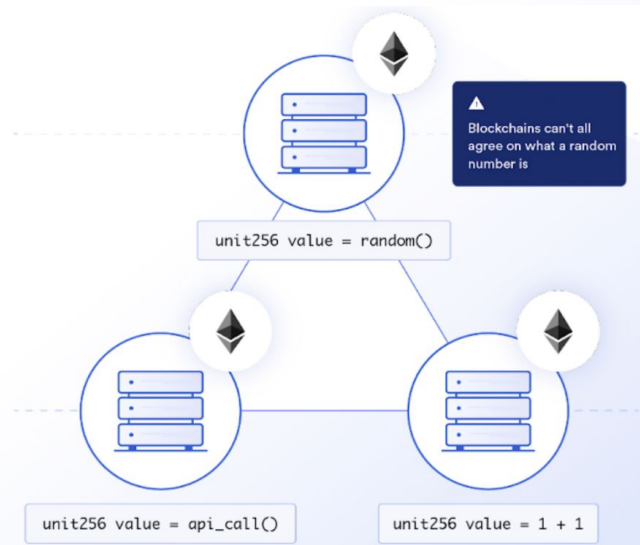 Blockchains can't all
agree on what a random
number is
unit256 value = random()
unit256 value = api_call()
unit256 value = 1 + 1